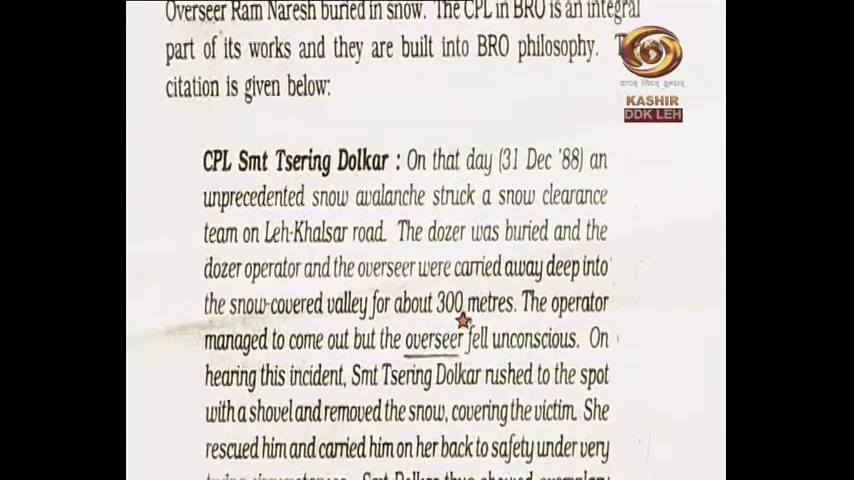 Overseer Ram Naresh buried in snow. The CPL in BRO is an integral
part of its works and they are built into BRO philosophy.
citation is given below:
KASHIR
DDK LEH
CPL Smt Tsering Dolkar : On that day (31 Dec '88) an
unprecedented snow avalanche struck a snow clearance
team on Leh-Khalsar road. The dozer was buried and the
dozer operator and the overseer were carried away deep into
the snow-covered valley for about 300 metres. The operator
managed to come out but the overseer fell unconscious. On
hearing this incident, Smt Tsering Dolkar rushed to the spot
with a shovel and removed the snow, covering the victim. She
rescued him and carried him on her back to safety under very